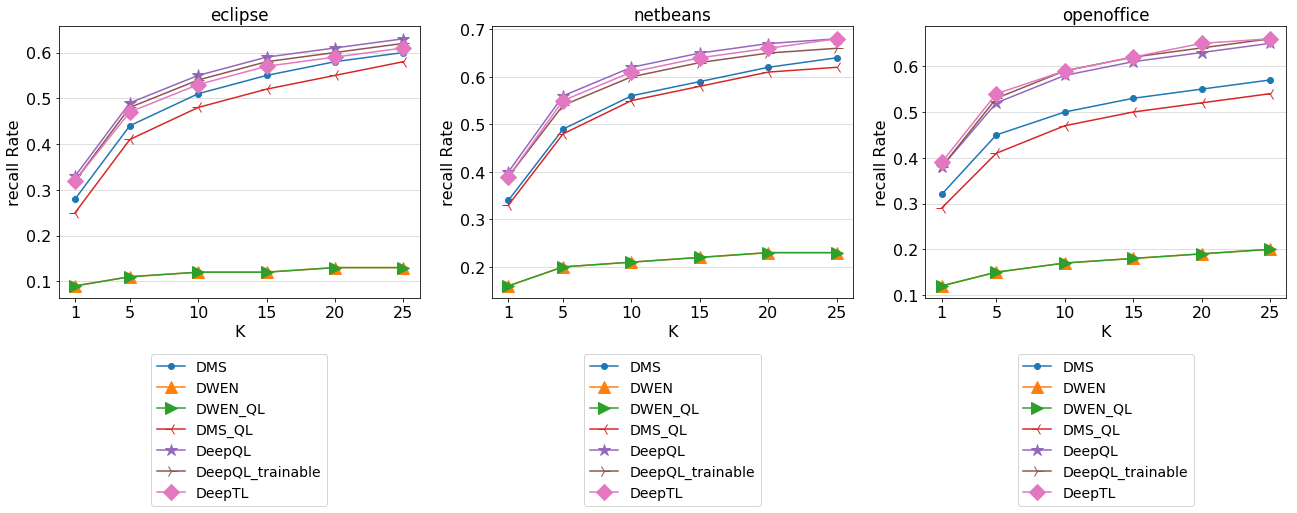 eclipse
recall Rate
0.6
0.5
0.4
0.3
0.2
0.1
1 5 10 15 20 25
K
DMS
DWEN
DWEN_QL
DMS_QL
DeepQL
DeepQL_trainable
DeepTL
netbeans
recall Rate
0.7
0.6
0.5
0.4
0.3
0.2
1 5 10 15 20 25
K
DMS
DWEN
DWEN_QL
DMS_QL
DeepQL
DeepQL_trainable
DeepTL
openoffice
recall Rate
0.6
0.5
0.4
0.3
0.2
0.1
1 5 10 15 20 25
K
DMS
DWEN
DWEN_QL
DMS_QL
DeepQL
DeepQL_trainable
DeepTL